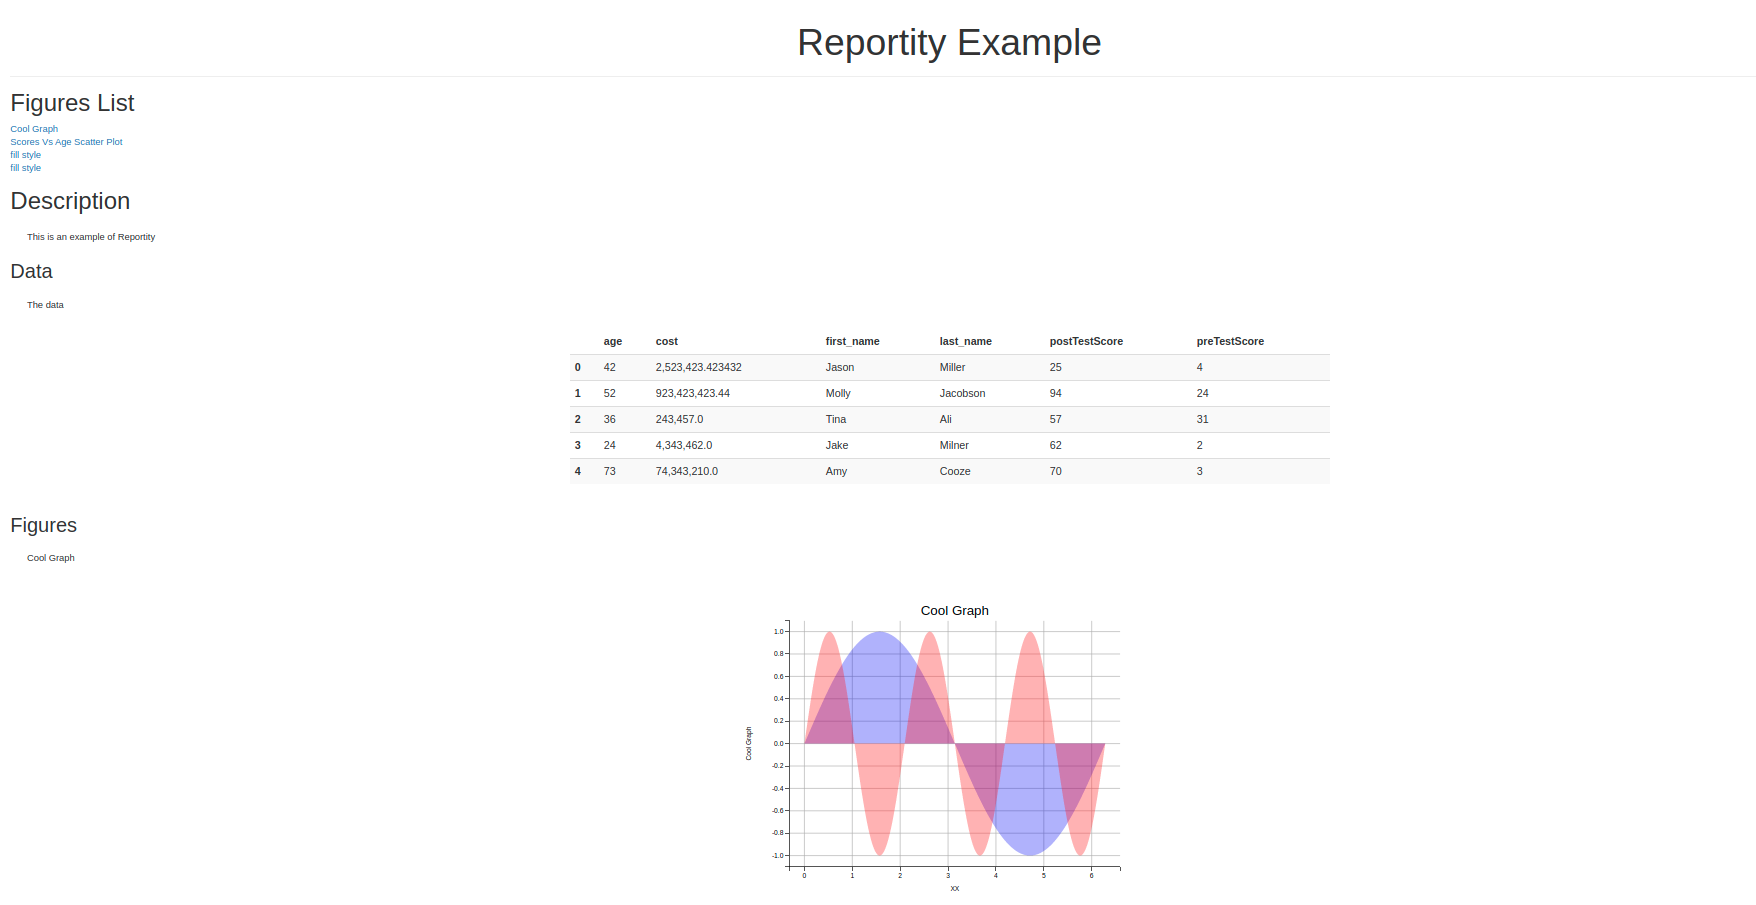 Reportity Example
Figures List
Cool Graph
Scores Vs Age Scatter Plot
fill style
fill style
Description
This is an example of Reportity
Data
The data
age cost first_name last_name postTestScore preTestScore
0 42 2,523,423.423432 Jason Miller 25 4
1 52 923,423,423.44 Molly Jacobson 94 24
2 36 243,457.0 Tina Ali 57 31
3 24 4,343,462.0 Jake Milner 62 2
4 73 74,343,210.0 Amy Cooze 70 3
Figures
Cool Graph
Cool Graph
1.0
0.8
0.6
0.4
0.2
0.0
-0.2
-0.4
-0.6
-0.8
-1.0
Cool Graph
0 1 2 3 4 5 6
XX